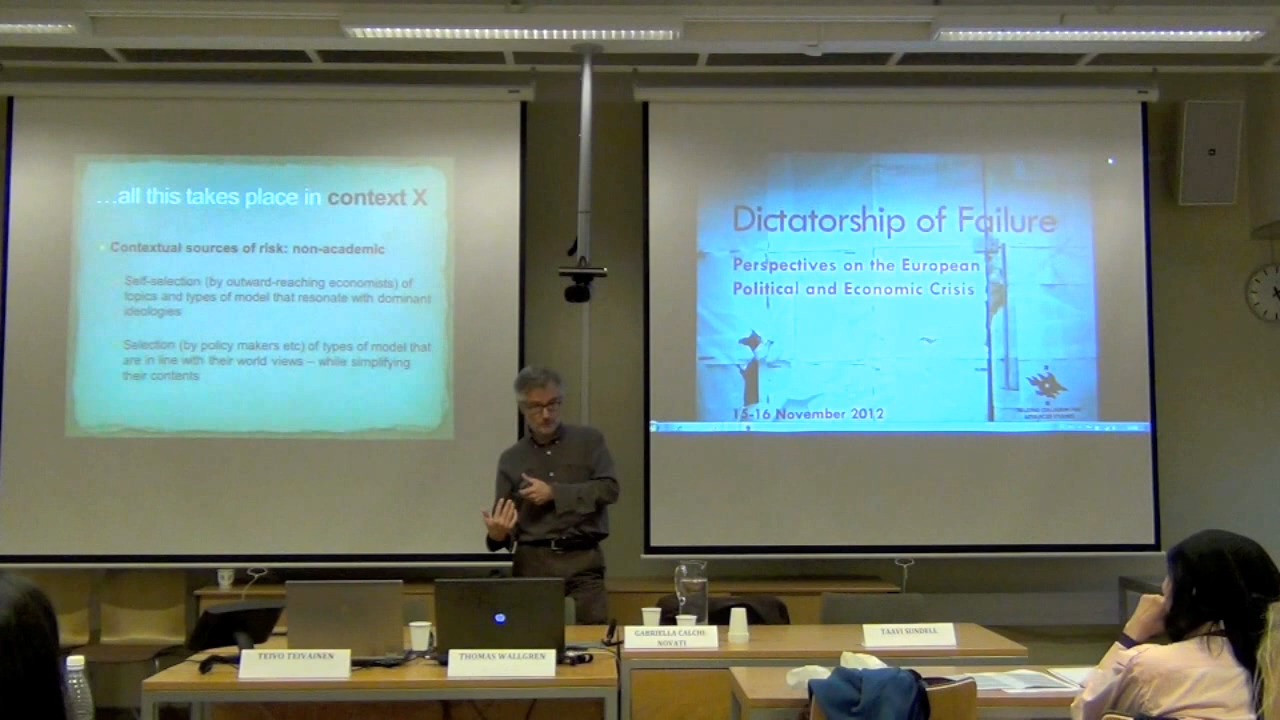 ...all this takes place in context X
Contextual sources of risk: non-academic
Self-selection (by outward-reaching economists) of
topics and types of model that resonate with dominant
ideologies
Selection (by policy makers etc) of types of model that
are in line with their world views – while simplifying
their contents
Dictatorship of Failure
Perspectives on the European
Political and Economic Crisis
15-16 November 2012
TEIVO TEIVAINEN
THOMAS WALLGREN
GABRIELLA CALCHI-
NOVATI
TAAVI SUNDELL